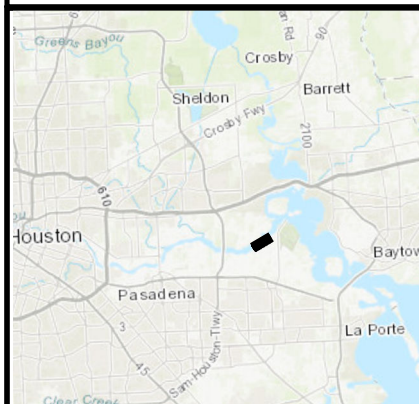 Greens Bayou
90
Crosby
Barrett
Sheldon
Crosby Fwy
2100
610
Houston
Baytow
Pasadena
3
La Porte
45
Sam-Houston-Tlwy
Clear Creek